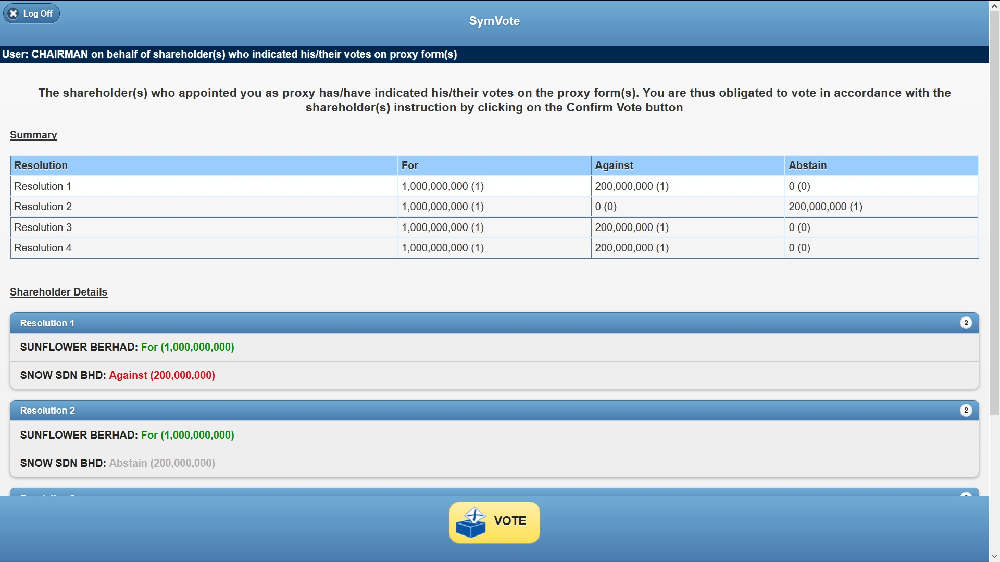 Log Off
SymVote
User: CHAIRMAN on behalf of shareholder(s) who indicated his/their votes on proxy form(s)
The shareholder(s) who appointed you as proxy has/have indicated his/their votes on the proxy form(s). You are thus obligated to vote in accordance with the
shareholder(s) instruction by clicking on the Confirm Vote button
Summary
Resolution For Against Abstain
Resolution 1 1,000,000,000 (1) 200,000,000 (1) 0 (0)
Resolution 2 1,000,000,000 (1) 0 (0) 200,000,000 (1)
Resolution 3 1,000,000,000 (1) 200,000,000 (1) 0 (0)
Resolution 4 1,000,000,000 (1) 200,000,000 (1) 0 (0)
Shareholder Details
Resolution 1 2
SUNFLOWER BERHAD: For (1,000,000,000)
SNOW SDN BHD: Against (200,000,000)
Resolution 2 2
SUNFLOWER BERHAD: For (1,000,000,000)
SNOW SDN BHD: Abstain (200,000,000)
VOTE